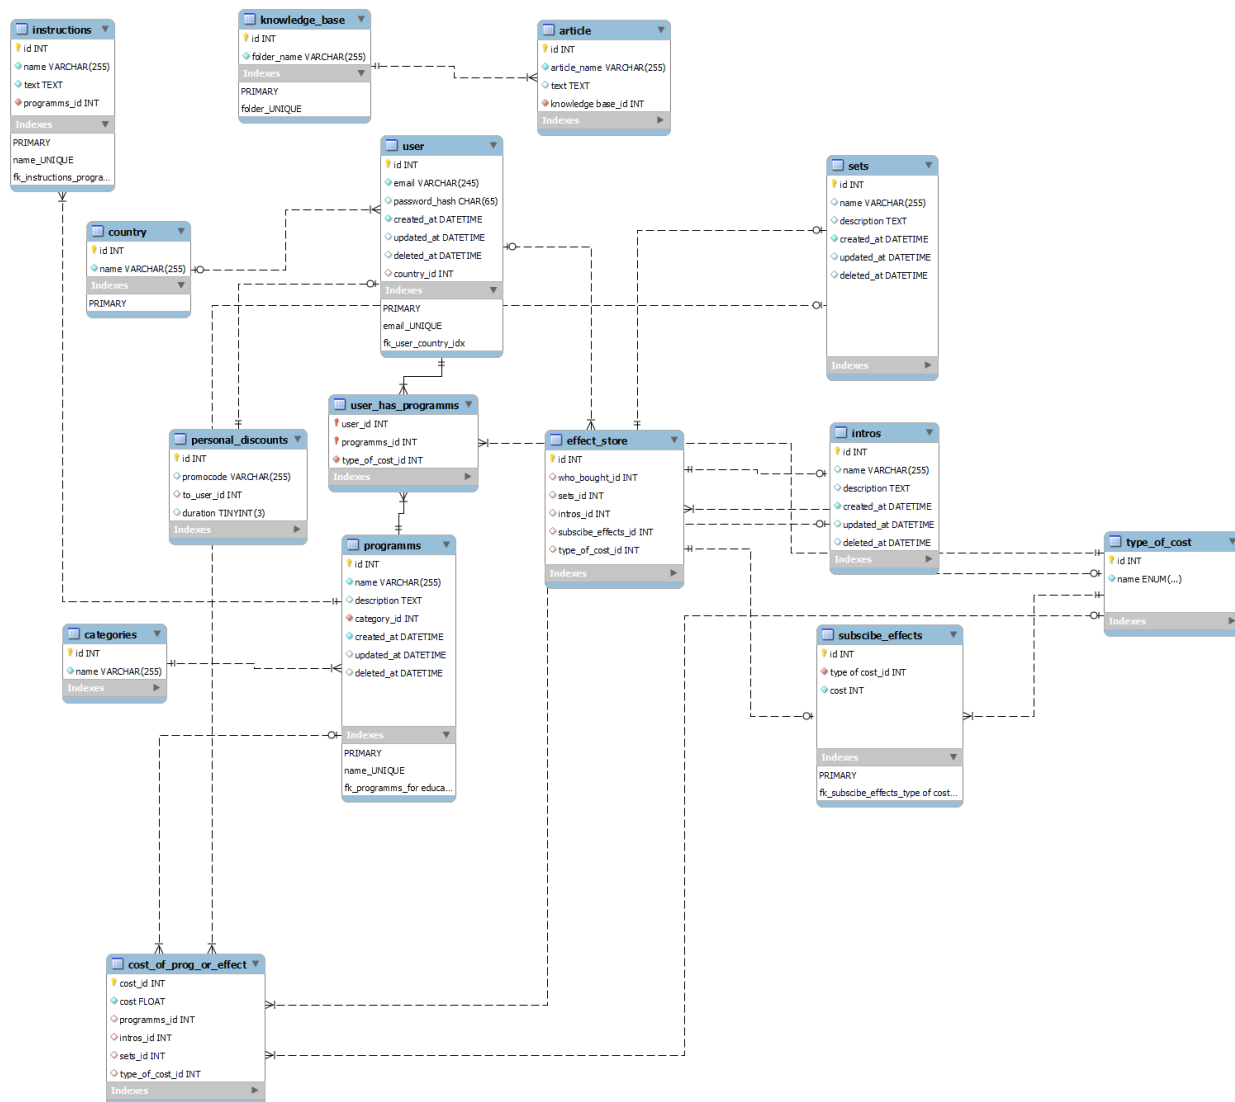 instructions
id INT
name VARCHAR(255)
text TEXT
programms_id INT
Indexes
PRIMARY
name_UNIQUE
fk_instructions_progra...
knowledge_base
id INT
folder_name VARCHAR(255)
Indexes
PRIMARY
folder_UNIQUE
article
id INT
article_name VARCHAR(255)
text TEXT
knowledge base_id INT
Indexes
user
id INT
email VARCHAR(245)
password_hash CHAR(65)
created_at DATETIME
updated_at DATETIME
deleted_at DATETIME
country_id INT
Indexes
PRIMARY
email_UNIQUE
fk_user_country_idx
sets
id INT
name VARCHAR(255)
description TEXT
created_at DATETIME
updated_at DATETIME
deleted_at DATETIME
Indexes
country
id INT
name VARCHAR(255)
Indexes
PRIMARY
user_has_programms
user_id INT
programms_id INT
type_of_cost_id INT
Indexes
personal_discounts
id INT
promocode VARCHAR(255)
to_user_id INT
duration TINYINT(3)
Indexes
effect_store
id INT
who_bought_id INT
sets_id INT
intros_id INT
subscibe_effects_id INT
type_of_cost_id INT
Indexes
intros
id INT
name VARCHAR(255)
description TEXT
created_at DATETIME
updated_at DATETIME
deleted_at DATETIME
Indexes
type_of_cost
id INT
name ENUM(...)
Indexes
programms
id INT
name VARCHAR(255)
description TEXT
category_id INT
created_at DATETIME
updated_at DATETIME
deleted_at DATETIME
Indexes
PRIMARY
name_UNIQUE
fk_programms_for educa...
categories
id INT
name VARCHAR(255)
Indexes
subscibe_effects
id INT
type of cost_id INT
cost INT
Indexes
PRIMARY
fk_subscibe_effects_type of cost...
cost_of_prog_or_effect
cost_id INT
cost FLOAT
programms_id INT
intros_id INT
sets_id INT
type_of_cost_id INT
Indexes